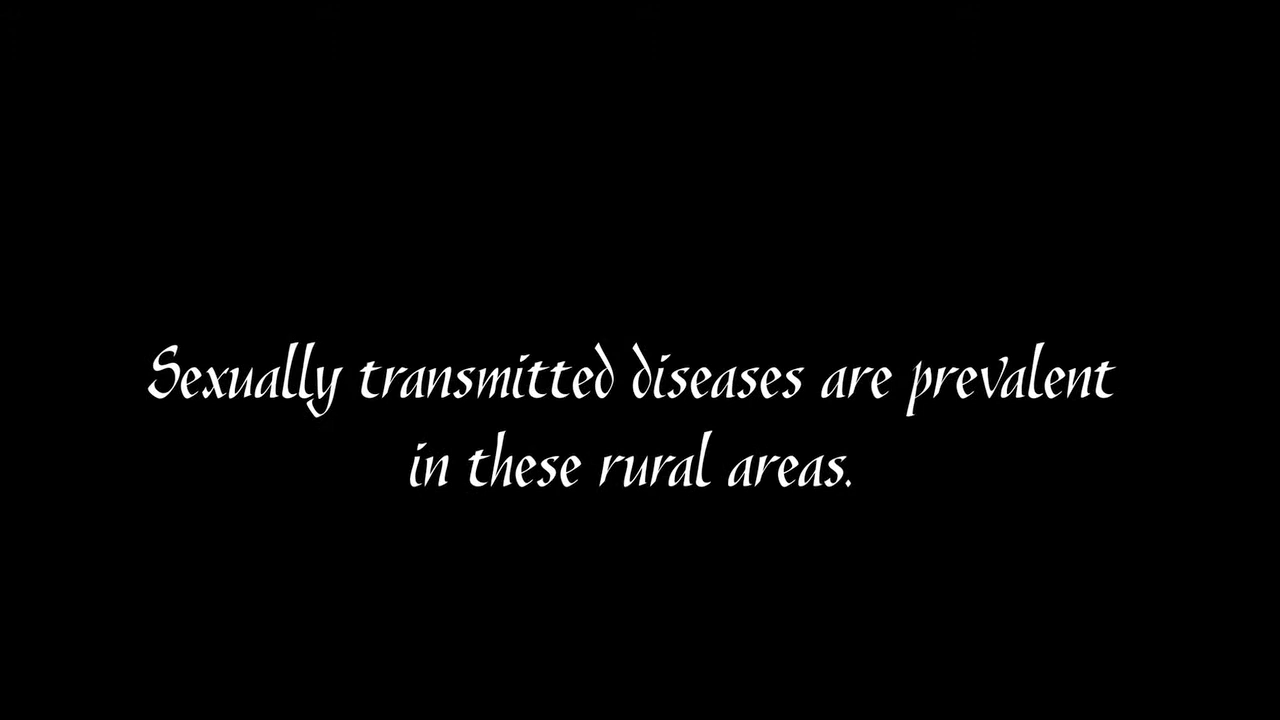 Sexually transmitted diseases are prevalent
in these rural areas.